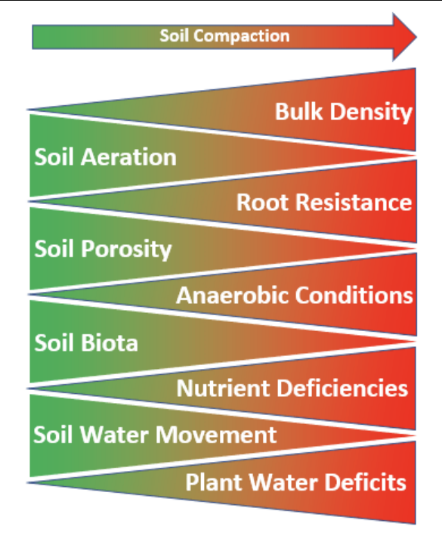 Soil Compaction
Bulk Density
Soil Aeration
Root Resistance
Soil Porosity
Anaerobic Conditions
Soil Biota
Nutrient Deficiencies
Soil Water Movement
Plant Water Deficits